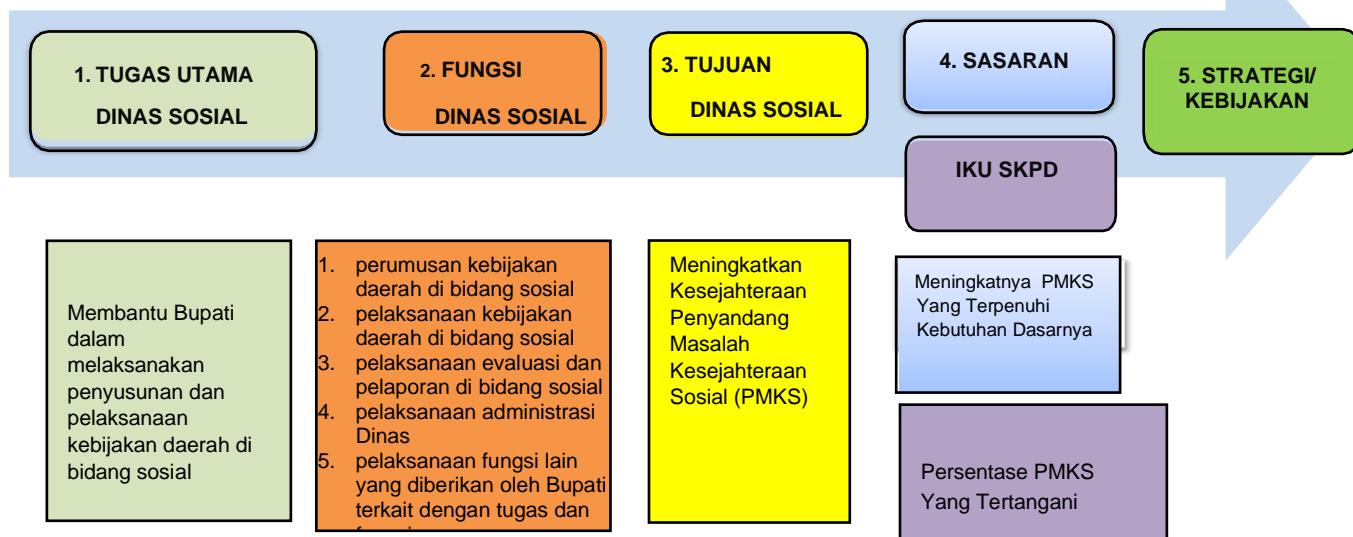 1. TUGAS UTAMA
DINAS SOSIAL
2. FUNGSI
DINAS SOSIAL
3. TUJUAN
DINAS SOSIAL
4. SASARAN
IKU SKPD
5. STRATEGI/
KEBIJAKAN
Membantu Bupati
dalam
melaksanakan
penyusunan dan
pelaksanaan
kebijakan daerah di
bidang sosial
1. perumusan kebijakan
daerah di bidang sosial
2. pelaksanaan kebijakan
daerah di bidang sosial
3. pelaksanaan evaluasi dan
pelaporan di bidang sosial
4. pelaksanaan administrasi
Dinas
5. pelaksanaan fungsi lain
yang diberikan oleh Bupati
terkait dengan tugas dan
Meningkatkan
Kesejahteraan
Penyandang
Masalah
Kesejahteraan
Sosial (PMKS)
Meningkatnya PMKS
Yang Terpenuhi
Kebutuhan Dasarnya
Persentase PMKS
Yang Tertangani